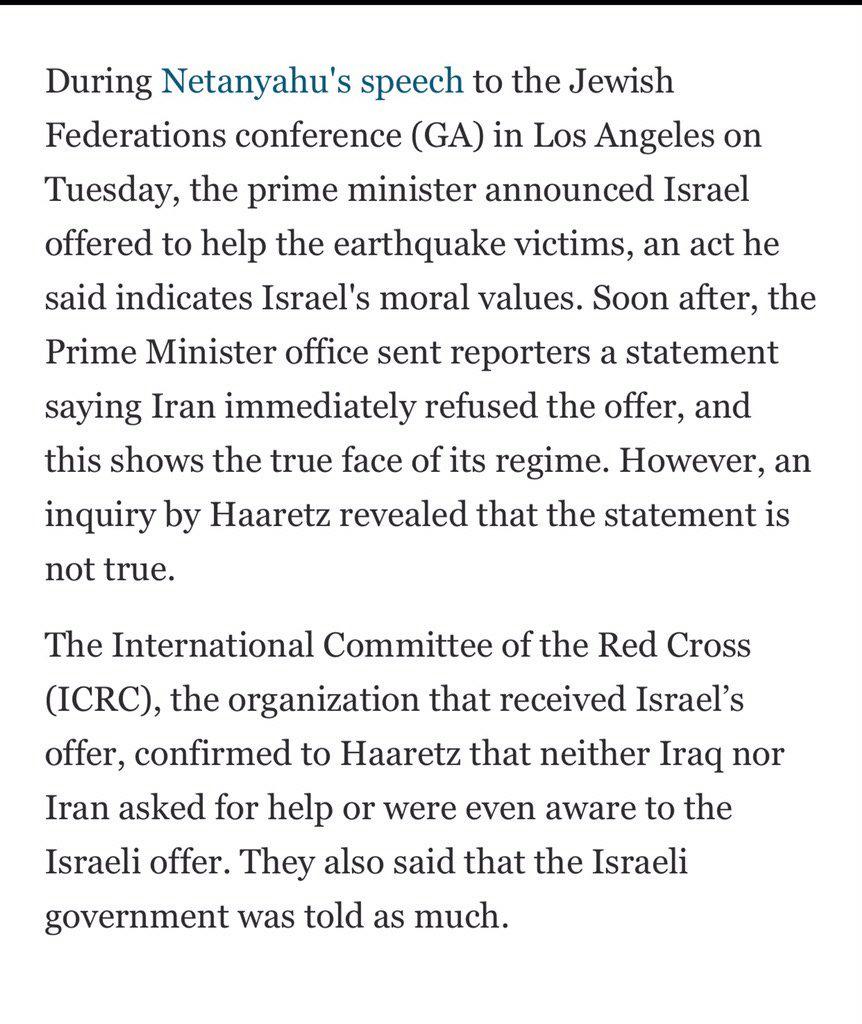 During Netanyahu's speech to the Jewish
Federations conference (GA) in Los Angeles on
Tuesday, the prime minister announced Israel
offered to help the earthquake victims, an act he
said indicates Israel's moral values. Soon after, the
Prime Minister office sent reporters a statement
saying Iran immediately refused the offer, and
this shows the true face of its regime. However, an
inquiry by Haaretz revealed that the statement is
not true.
The International Committee of the Red Cross
(ICRC), the organization that received Israel’s
offer, confirmed to Haaretz that neither Iraq nor
Iran asked for help or were even aware to the
Israeli offer. They also said that the Israeli
government was told as much.